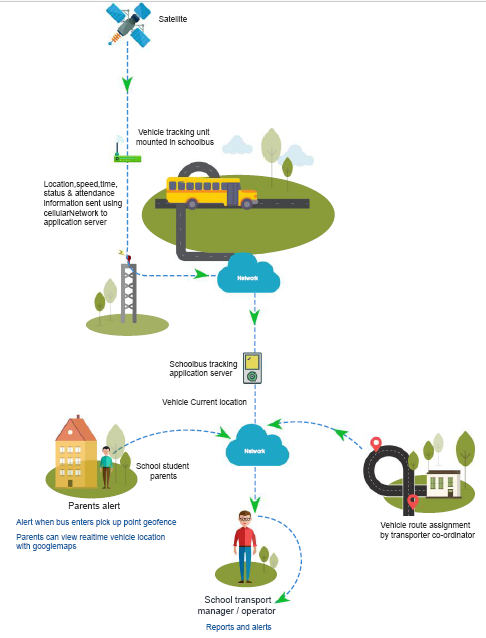 Satellite
Vehicle tracking unit
mounted in schoolbus
Location,speed,time,
status & attendance
information sent using
cellularNetwork to
application server
Network
Schoolbus tracking
application server
Vehicle Current location
Network
School student
parents
Parents alert
Alert when bus enters pick up point geofence
Parents can view realtime vehicle location
with googlemaps
Vehicle route assignment
by transporter co-ordinator
School transport
manager / operator
Reports and alerts